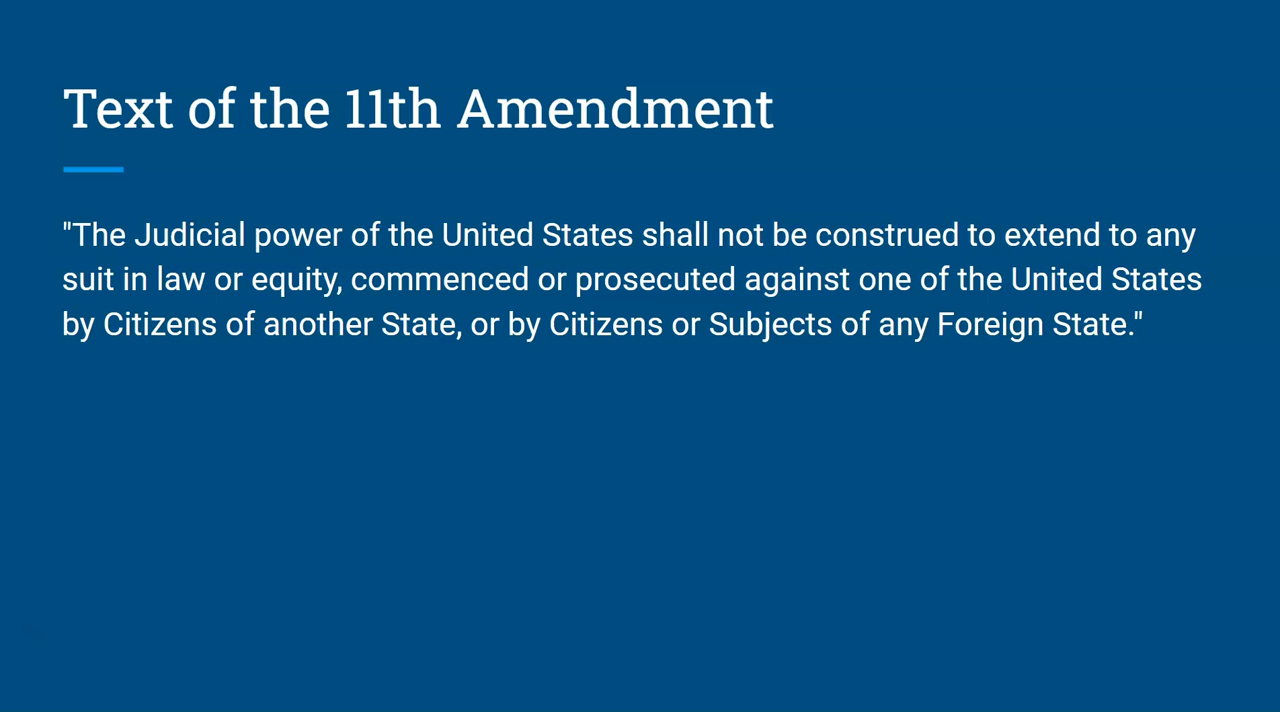 Text of the 11th Amendment
"The Judicial power of the United States shall not be construed to extend to any
suit in law or equity, commenced or prosecuted against one of the United States
by Citizens of another State, or by Citizens or Subjects of any Foreign State."